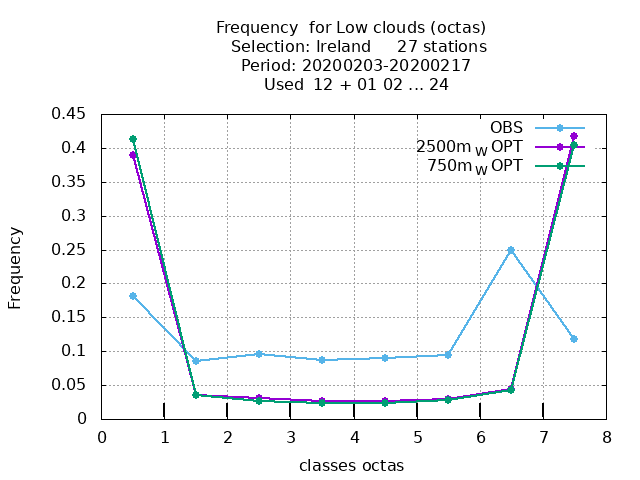 Frequency  for Low clouds (octas)
Selection: Ireland     27 stations
Period: 20200203-20200217
Used  12 + 01 02 ... 24
OBS
2500m_W OPT
750m_W OPT
0.45
0.4
0.35
0.3
0.25
0.2
0.15
0.1
0.05
0
Frequency
0 1 2 3 4 5 6 7 8
classes octas